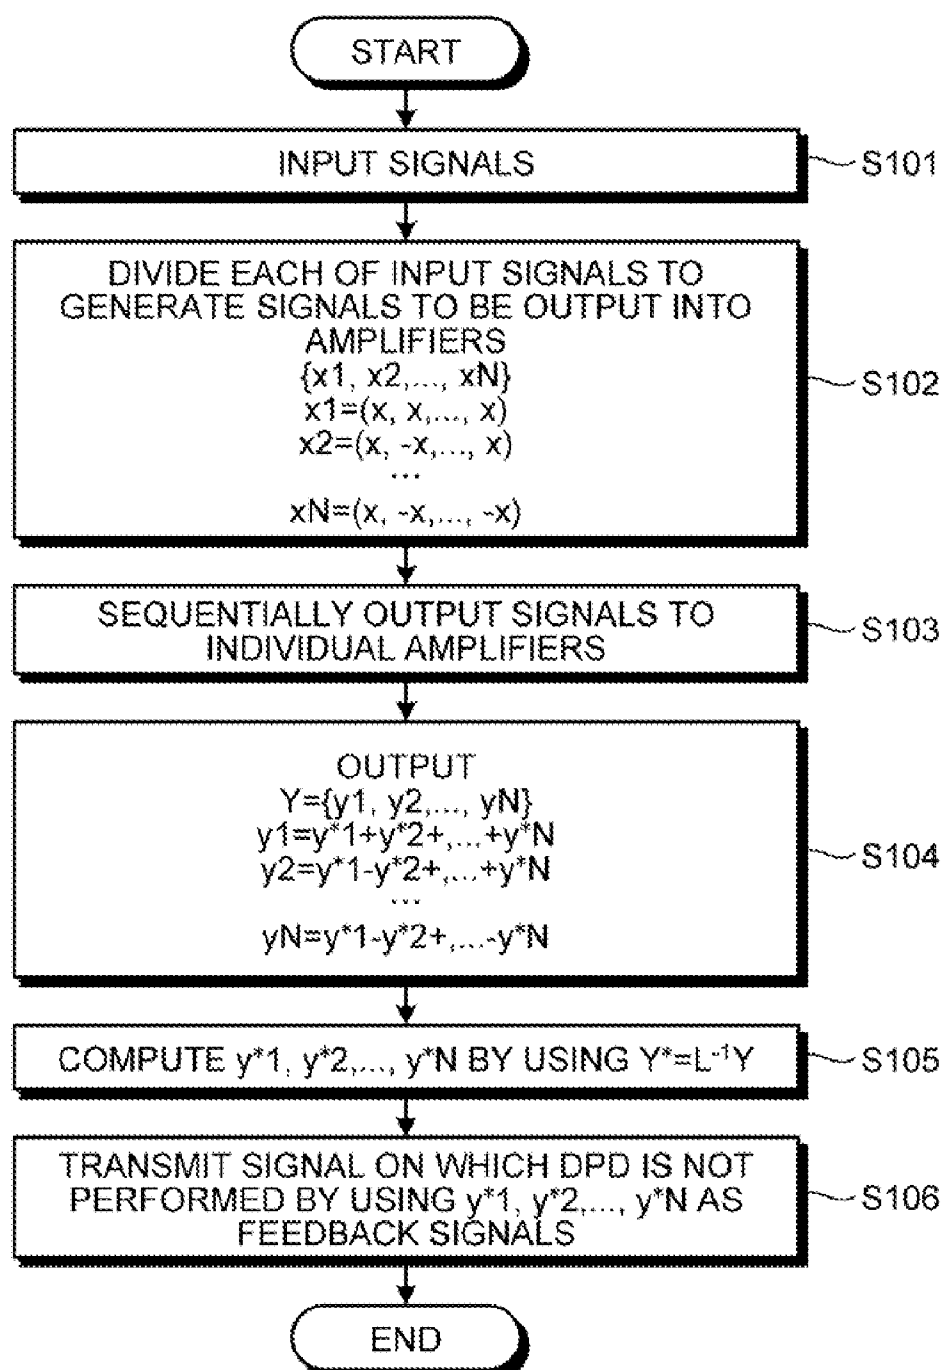 START
INPUT SIGNALS
S101
DIVIDE EACH OF INPUT SIGNALS TO
GENERATE SIGNALS TO BE OUTPUT INTO
AMPLIFIERS
{x1, x2,..., xN}
x1=(x, x,..., x)
x2=(x, -x,..., x)
...
xN=(x, -x,..., -x)
S102
SEQUENTIALLY OUTPUT SIGNALS TO
INDIVIDUAL AMPLIFIERS
S103
OUTPUT
Y={y1, y2,..., yN}
y1=y*1+y*2+,...+y*N
y2=y*1-y*2+,...+y*N
...
yN=y*1-y*2+,...-y*N
S104
COMPUTE y*1, y*2,..., y*N BY USING Y*=L⁻¹Y
S105
TRANSMIT SIGNAL ON WHICH DPD IS NOT
PERFORMED BY USING y*1, y*2,..., y*N AS
FEEDBACK SIGNALS
S106
END